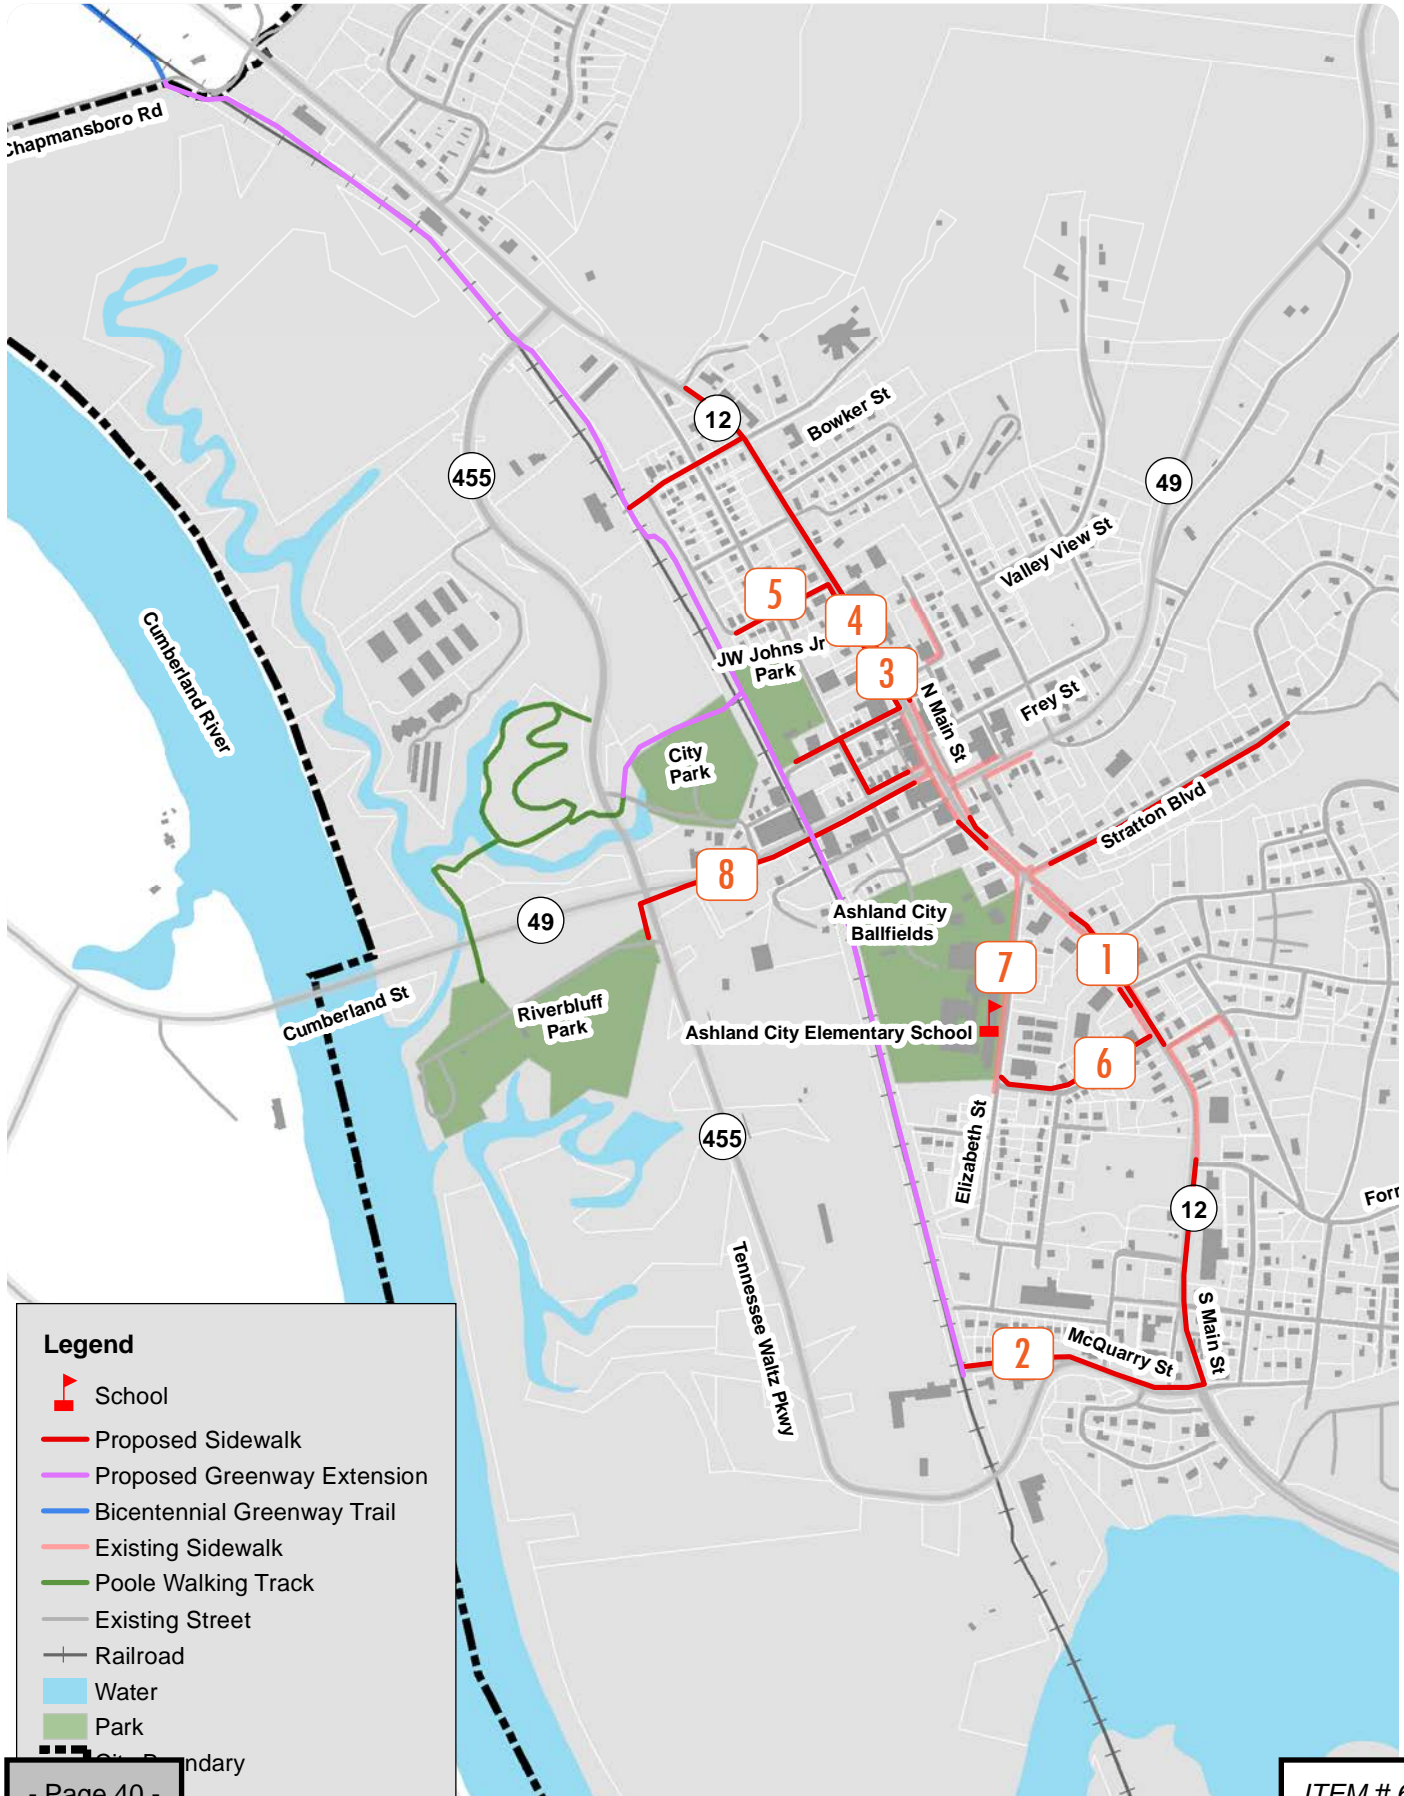 Chapmansboro Rd
12
Bowker St
455
49
Valley View St
5
4
Cumberland River
JW Johns Jr
Park
3
N Main St
Frey St
City
Park
Stratton Blvd
8
49
Ashland City
Ballfields
7
1
Cumberland St
Riverbluff
Park
Ashland City Elementary School
6
455
Elizabeth St
12
Tennessee Waltz Pkwy
S Main St
2
McQuarry St
Legend
School
Proposed Sidewalk
Proposed Greenway Extension
Bicentennial Greenway Trail
Existing Sidewalk
Poole Walking Track
Existing Street
Railroad
Water
Park
- Page 40 -
ITEM #